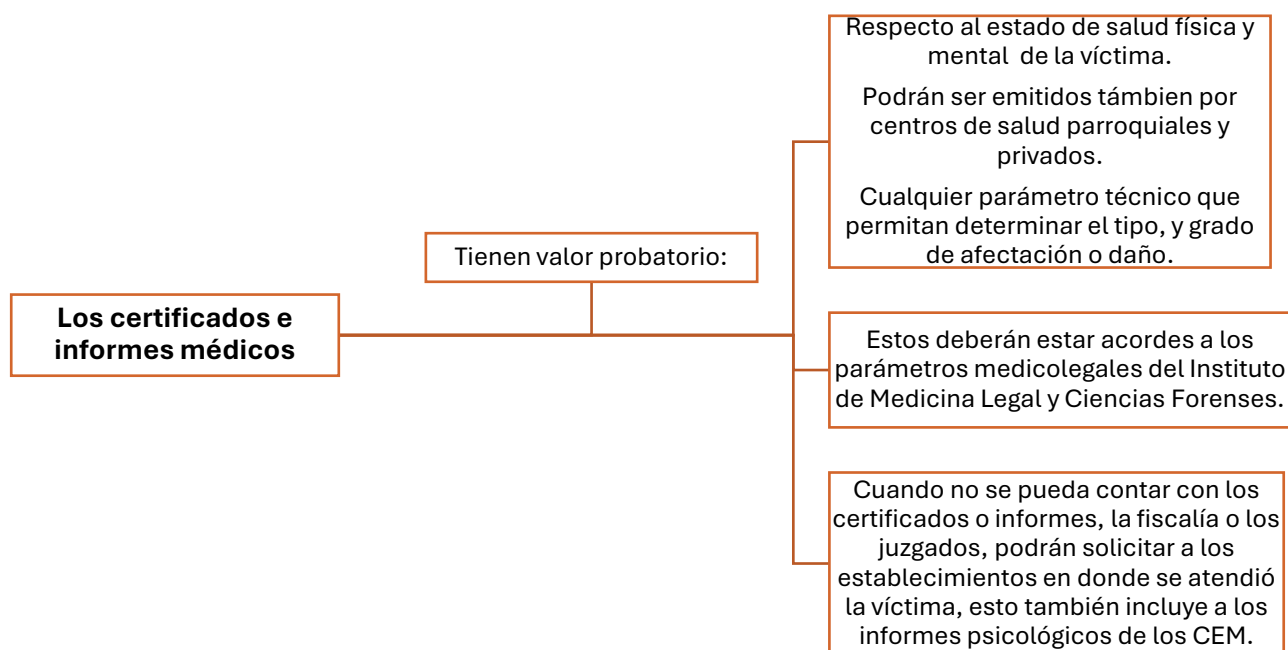 Los certificados e
informes médicos
Tienen valor probatorio:
Respecto al estado de salud física y
mental de la víctima.
Podrán ser emitidos támbien por
centros de salud parroquiales y
privados.
Cualquier parámetro técnico que
permitan determinar el tipo, y grado
de afectación o daño.
Estos deberán estar acordes a los
parámetros medicolegales del Instituto
de Medicina Legal y Ciencias Forenses.
Cuando no se pueda contar con los
certificados o informes, la fiscalía o los
juzgados, podrán solicitar a los
establecimientos en donde se atendió
la víctima, esto también incluye a los
informes psicológicos de los CEM.